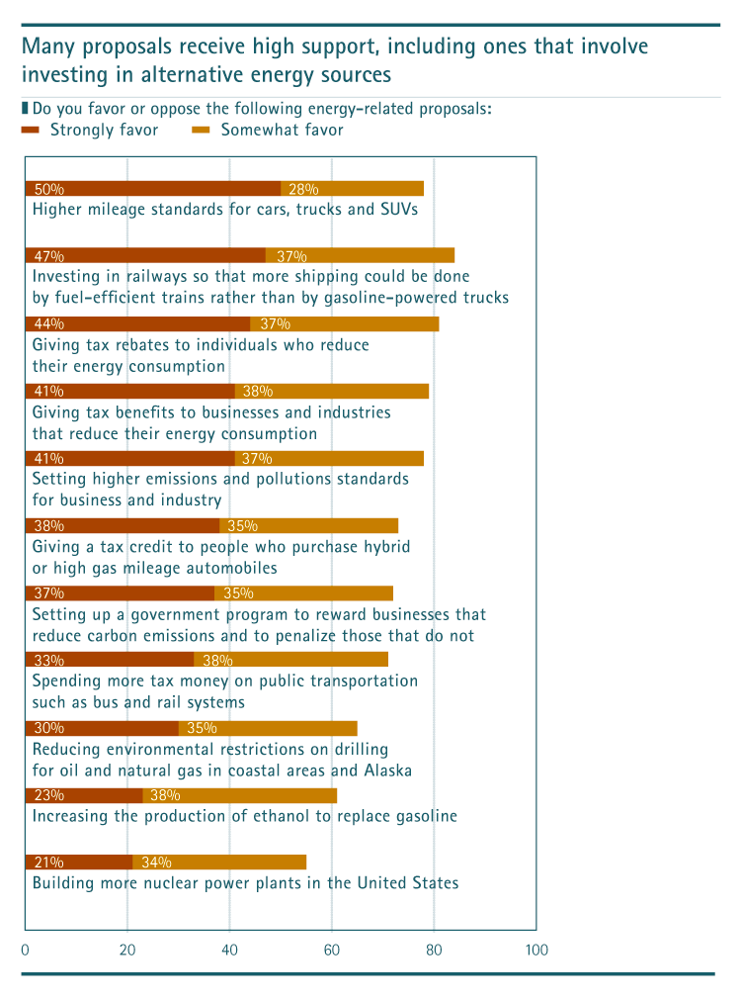 Many proposals receive high support, including ones that involve
investing in alternative energy sources
Do you favor or oppose the following energy-related proposals:
Strongly favor Somewhat favor
50% 28%
Higher mileage standards for cars, trucks and SUVs
47% 37%
Investing in railways so that more shipping could be done
by fuel-efficient trains rather than by gasoline-powered trucks
44% 37%
Giving tax rebates to individuals who reduce
their energy consumption
41% 38%
Giving tax benefits to businesses and industries
that reduce their energy consumption
41% 37%
Setting higher emissions and pollutions standards
for business and industry
38% 35%
Giving a tax credit to people who purchase hybrid
or high gas mileage automobiles
37% 35%
Setting up a government program to reward businesses that
reduce carbon emissions and to penalize those that do not
33% 38%
Spending more tax money on public transportation
such as bus and rail systems
30% 35%
Reducing environmental restrictions on drilling
for oil and natural gas in coastal areas and Alaska
23% 38%
Increasing the production of ethanol to replace gasoline
21% 34%
Building more nuclear power plants in the United States
0 20 40 60 80 100